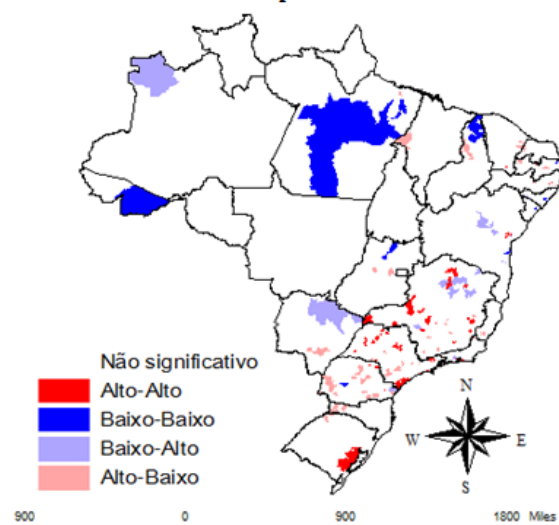 Não significativo
Alto-Alto
Baixo-Baixo
Baixo-Alto
Alto-Baixo
N
W
E
S
900
0
900
1800 Miles